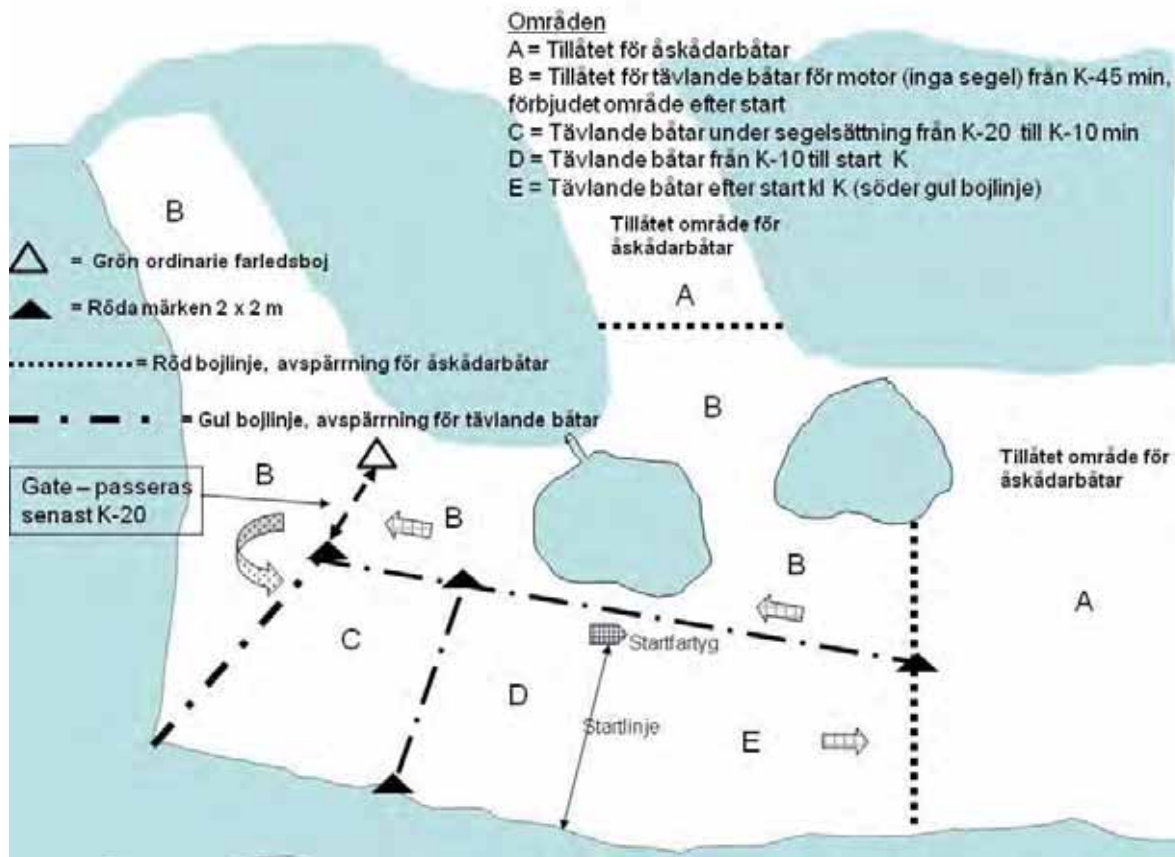 Områden
A = Tillåtet för åskådarbåtar
B = Tillåtet för tävlande båtar för motor (inga segel) från K-45 min,
förbjudet område efter start
C = Tävlande båtar under segelsättning från K-20 till K-10 min
D = Tävlande båtar från K-10 till start K
E = Tävlande båtar efter start kl K (söder gul bojlinje)
Tillåtet område för
åskådarbåtar
B
= Grön ordinarie farledsboj
A
= Röda märken 2 x 2 m
= Röd bojlinje, avspärrning för åskådarbåtar
B
= Gul bojlinje, avspärrning för tävlande båtar
Tillåtet område för
åskådarbåtar
Gate – passeras
senast K-20
B
B
B
A
C
Startfartyg
D
Startlinje
E